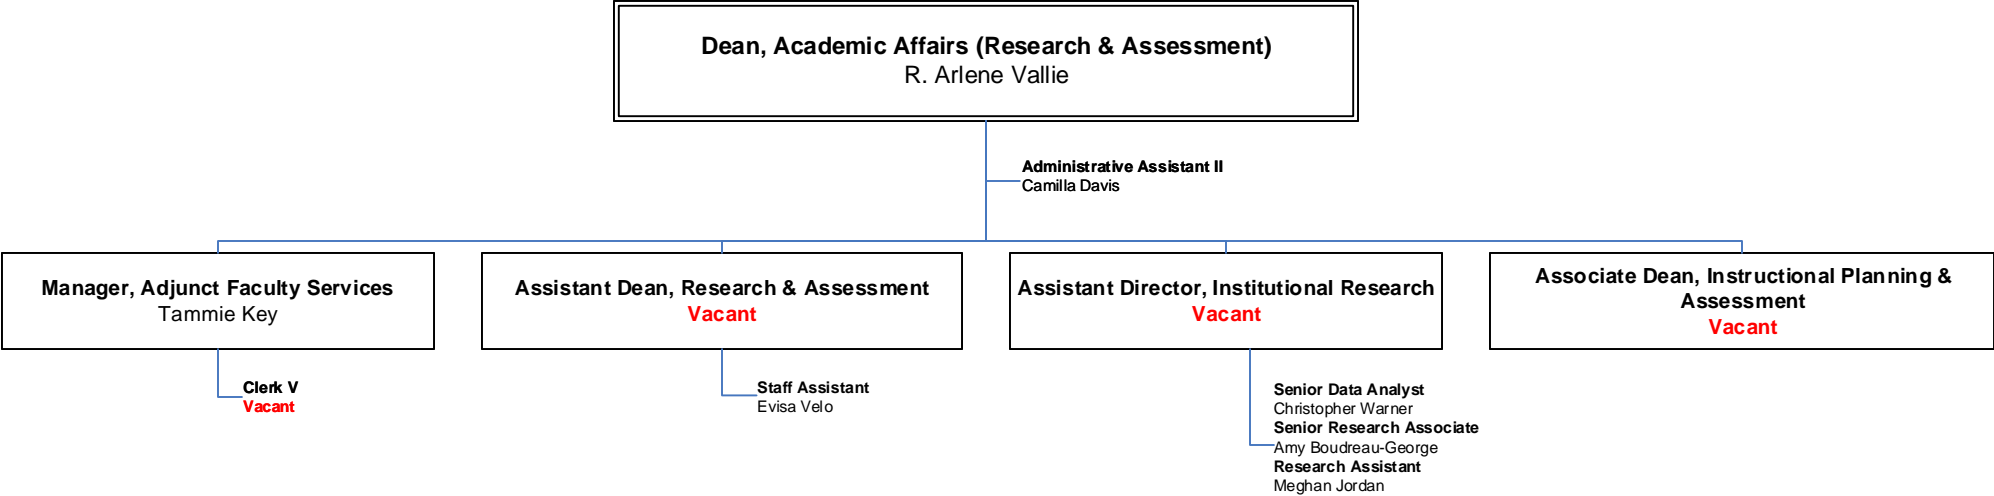 Dean, Academic Affairs (Research & Assessment)
R. Arlene Vallie
Administrative Assistant II
Camilla Davis
Manager, Adjunct Faculty Services
Tammie Key
Assistant Dean, Research & Assessment
Vacant
Assistant Director, Institutional Research
Vacant
Associate Dean, Instructional Planning &
Assessment
Vacant
Clerk V
Vacant
Staff Assistant
Evisa Velo
Senior Data Analyst
Christopher Warner
Senior Research Associate
Amy Boudreau-George
Research Assistant
Meghan Jordan